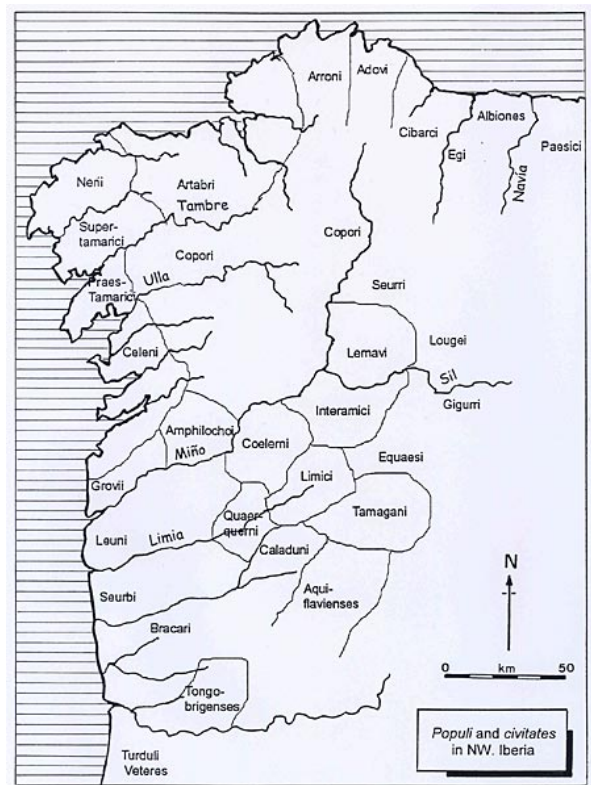 Arroni
Adovi
Albiones
Cibarci
Egi
Navía
Paesici
Nerii
Artabri
Tambre
Super-
tamarici
Copori
Copori
Praes-
Tamarici
Ulla
Seurri
Celeni
Lemavi
Lougei
Sil
Gigurri
Interamici
Amphilochoi
Miño
Coelerni
Equaesi
Grovii
Limici
Quaer-
querni
Tamagani
Leuni
Limia
Caladuni
Seurbi
Aqui-
flavienses
N
Bracari
0 km 50
Tongo-
brigenses
Populi and civitates
in NW. Iberia
Turduli
Veteres